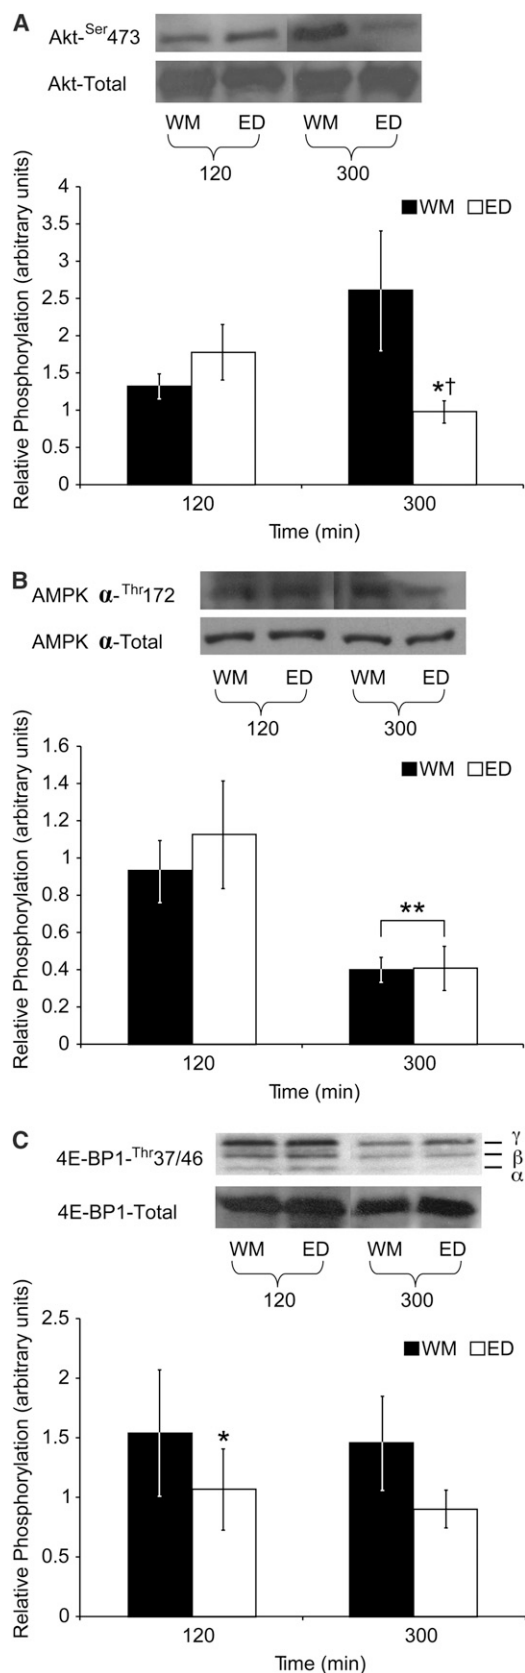 A
Akt-Ser473
Akt-Total
WM ED WM ED
120 300
Relative Phosphorylation (arbitrary units)
WM ED
4
3.5
3
2.5
2
1.5
1
0.5
0
*†
120 300
Time (min)
B
AMPK α-Thr172
AMPK α-Total
WM ED WM ED
120 300
Relative Phosphorylation (arbitrary units)
WM ED
1.6
1.4
1.2
1
0.8
0.6
0.4
0.2
0
**
120 300
Time (min)
C
4E-BP1-Thr37/46
γ
β
α
4E-BP1-Total
WM ED WM ED
120 300
Relative Phosphorylation (arbitrary units)
WM ED
2.5
2
1.5
1
0.5
0
*
120 300
Time (min)